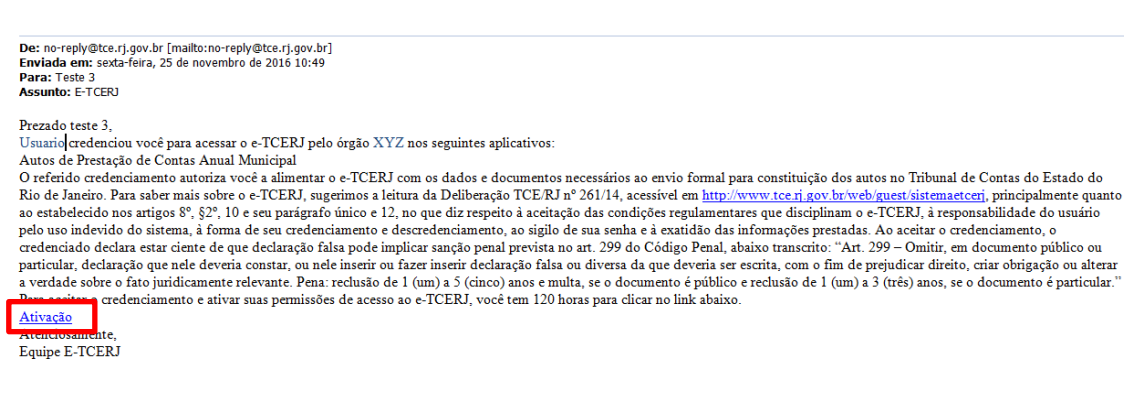 De: no-reply@tce.rj.gov.br [mailto:no-reply@tce.rj.gov.br]
Enviada em: sexta-feira, 25 de novembro de 2016 10:49
Para: Teste 3
Assunto: E-TCERJ
Prezado teste 3,
Usuario credenciou você para acessar o e-TCERJ pelo órgão XYZ nos seguintes aplicativos:
Autos de Prestação de Contas Anual Municipal
O referido credenciamento autoriza você a alimentar o e-TCERJ com os dados e documentos necessários ao envio formal para constituição dos autos no Tribunal de Contas do Estado do
Rio de Janeiro. Para saber mais sobre o e-TCERJ, sugerimos a leitura da Deliberação TCE/RJ nº 261/14, acessível em http://www.tce.rj.gov.br/web/guest/sistemaetcerj, principalmente quanto
ao estabelecido nos artigos 8º, §2º, 10 e seu parágrafo único e 12, no que diz respeito à aceitação das condições regulamentares que disciplinam o e-TCERJ, à responsabilidade do usuário
pelo uso indevido do sistema, à forma de seu credenciamento e descredenciamento, ao sigilo de sua senha e à exatidão das informações prestadas. Ao aceitar o credenciamento, o
credenciado declara estar ciente de que declaração falsa pode implicar sanção penal prevista no art. 299 do Código Penal, abaixo transcrito: “Art. 299 – Omitir, em documento público ou
particular, declaração que nele deveria constar, ou nele inserir ou fazer inserir declaração falsa ou diversa da que deveria ser escrita, com o fim de prejudicar direito, criar obrigação ou alterar
a verdade sobre o fato juridicamente relevante. Pena: reclusão de 1 (um) a 5 (cinco) anos e multa, se o documento é público e reclusão de 1 (um) a 3 (três) anos, se o documento é particular.”
Para aceitar o credenciamento e ativar suas permissões de acesso ao e-TCERJ, você tem 120 horas para clicar no link abaixo.
Ativação
Atenciosamente,
Equipe E-TCERJ